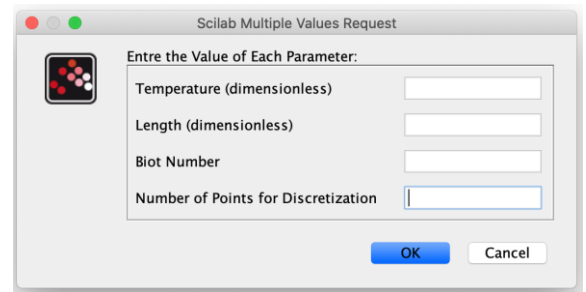 Scilab Multiple Values Request
Entre the Value of Each Parameter:
Temperature (dimensionless)
Length (dimensionless)
Biot Number
Number of Points for Discretization
OK Cancel